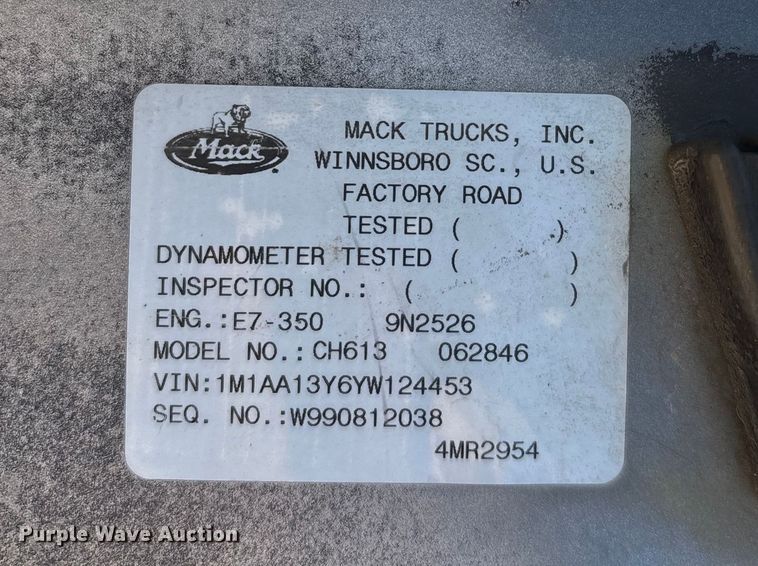 Mack
MACK TRUCKS, INC.
WINNSBORO SC., U.S.
FACTORY ROAD
TESTED ( )
DYNAMOMETER TESTED ( )
INSPECTOR NO.: ( )
ENG.:E7-350 9N2526
MODEL NO.:CH613 062846
VIN:1M1AA13Y6YW124453
SEQ. NO.:W990812038
4MR2954
Purple Wave Auction